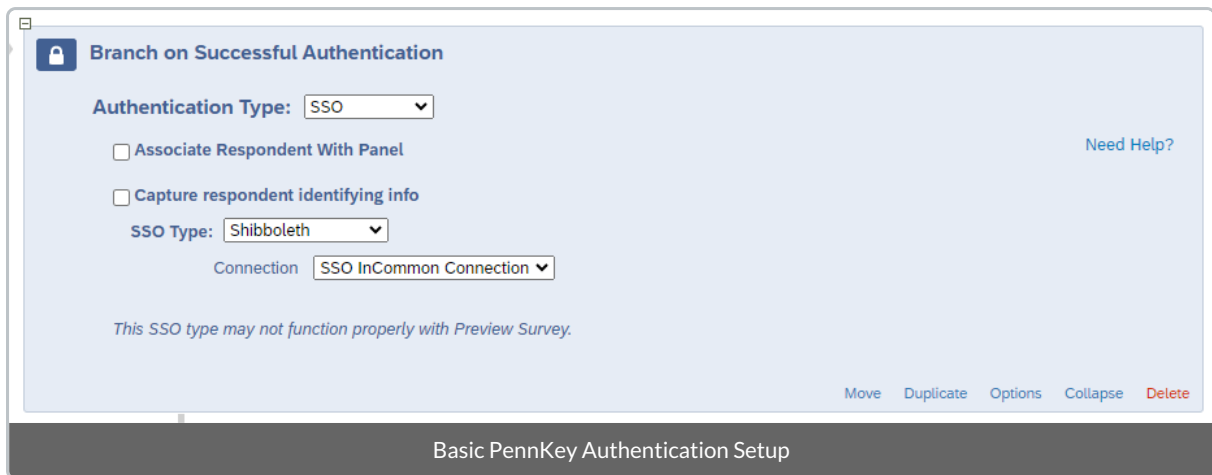 Branch on Successful Authentication
Authentication Type: SSO
Associate Respondent With Panel
Need Help?
Capture respondent identifying info
SSO Type: Shibboleth
Connection SSO InCommon Connection
This SSO type may not function properly with Preview Survey.
Move Duplicate Options Collapse Delete
Basic PennKey Authentication Setup